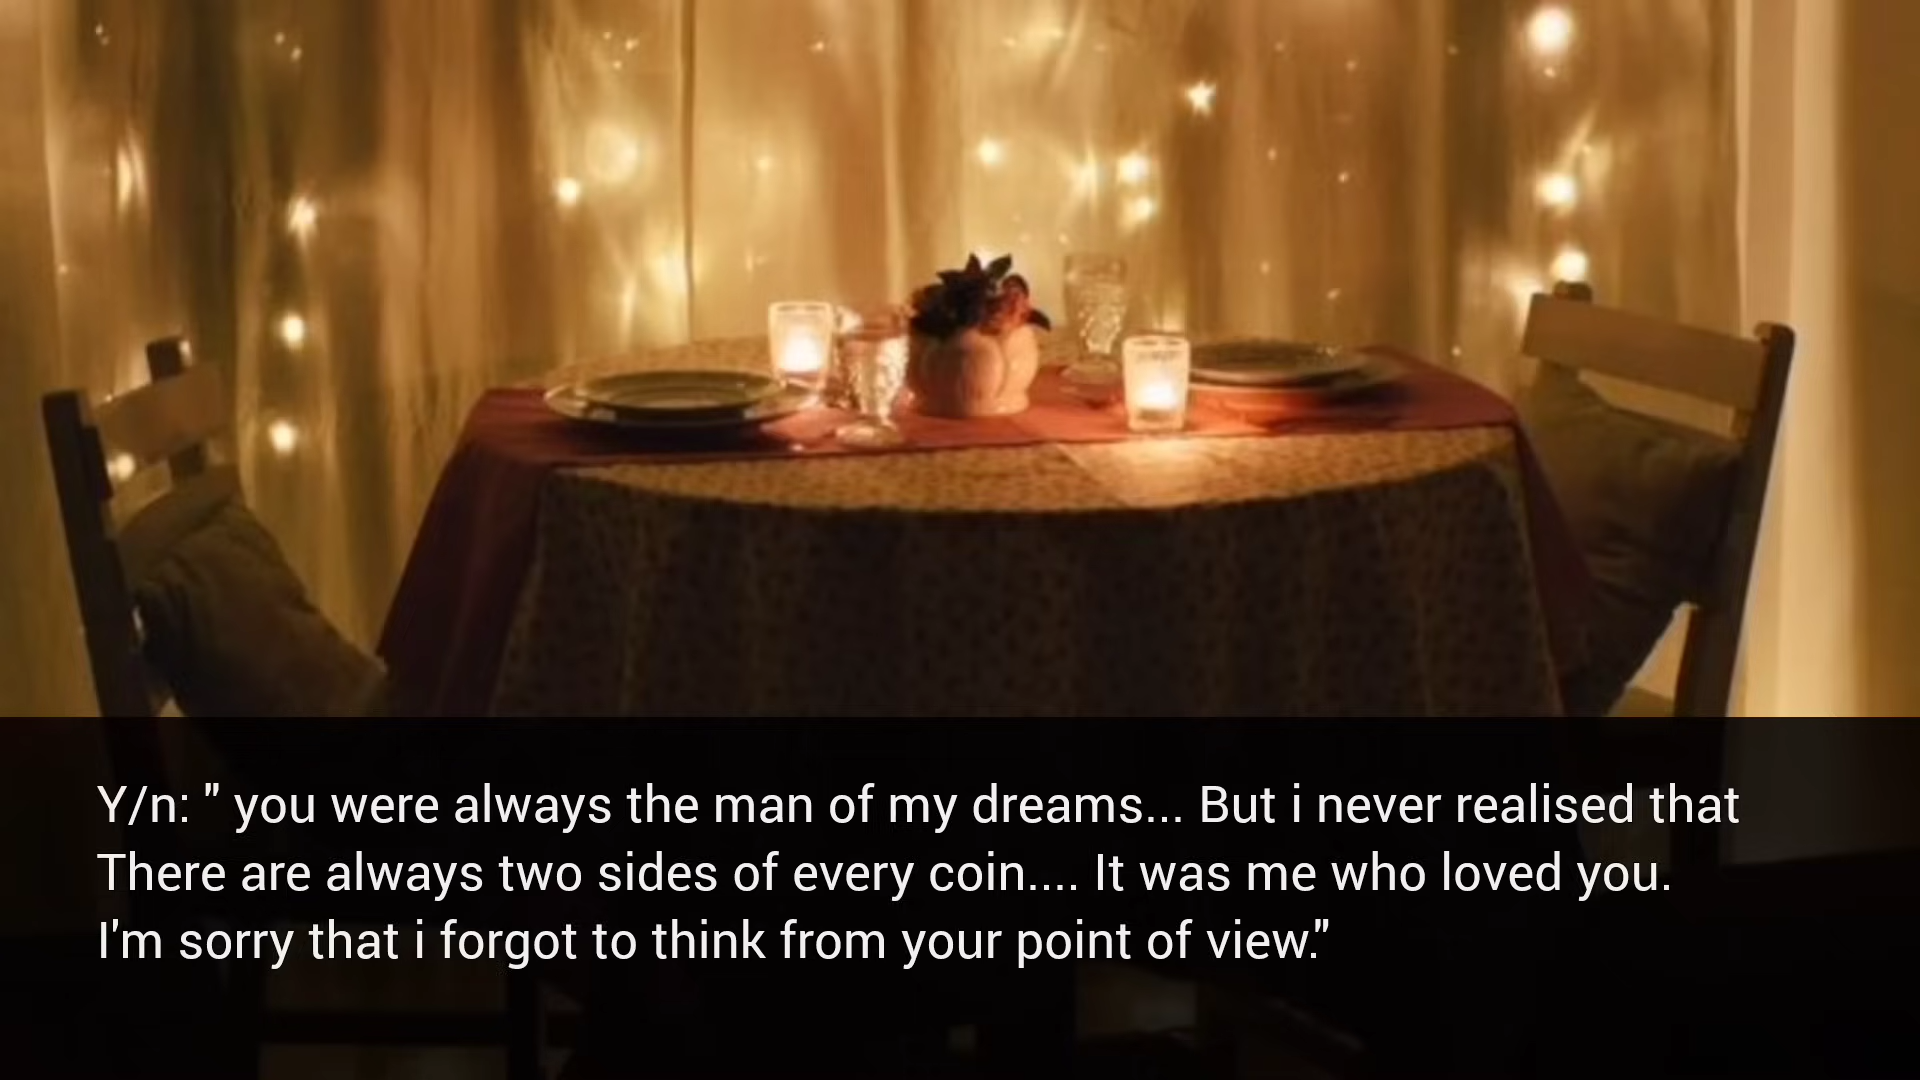 Y/n: " you were always the man of my dreams... But i never realised that
There are always two sides of every coin.... It was me who loved you.
I'm sorry that i forgot to think from your point of view."